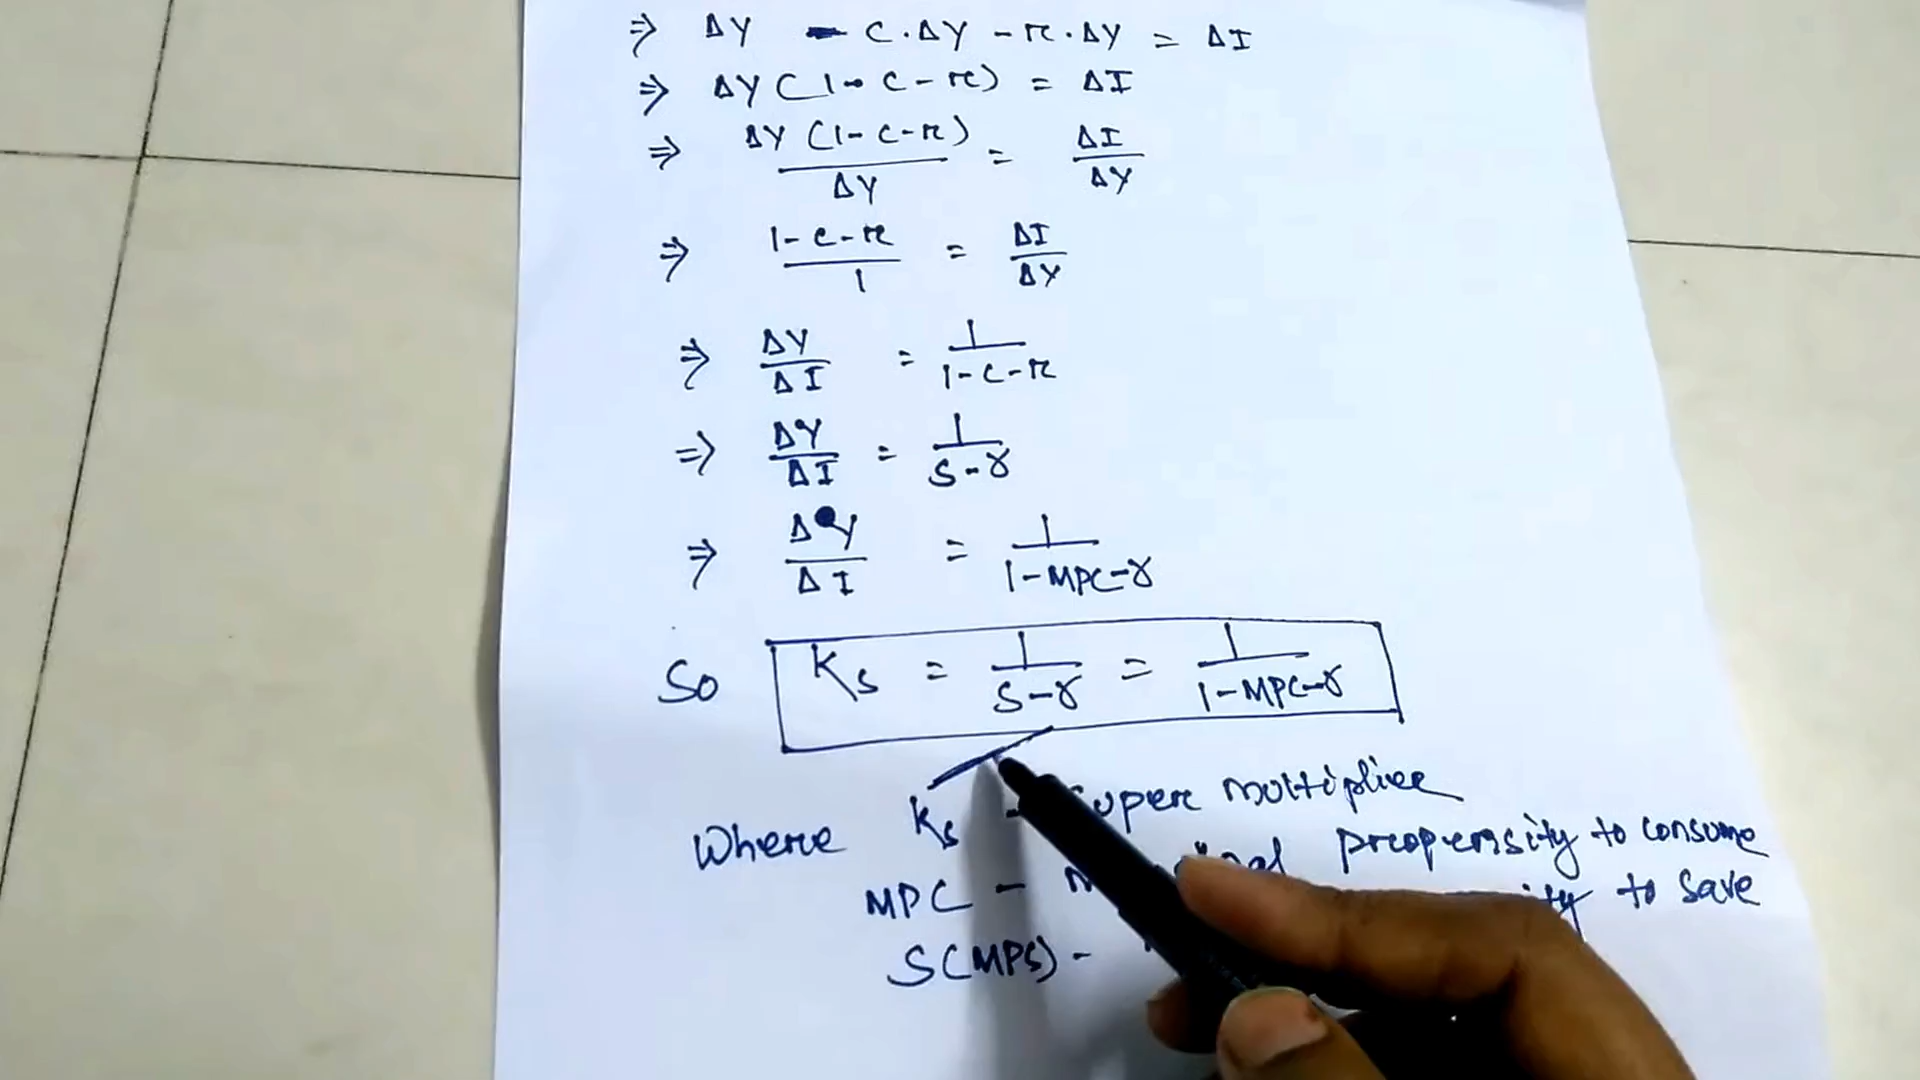 ⇒ ΔY - C.ΔY - r.ΔY = ΔI
⇒ ΔY (1 - C - r) = ΔI
⇒ ΔY (1 - C - r) / ΔY = ΔI / ΔY
⇒ 1 - C - r / 1 = ΔI / ΔY
⇒ ΔY / ΔI = 1 / 1 - C - r
⇒ ΔY / ΔI = 1 / S - γ
⇒ ΔY / ΔI = 1 / 1 - MPC - γ
So Ks = 1 / S - γ = 1 / 1 - MPC - γ
Where Ks - super multiplier
MPC - propensity to consume
S(MPS) - to save